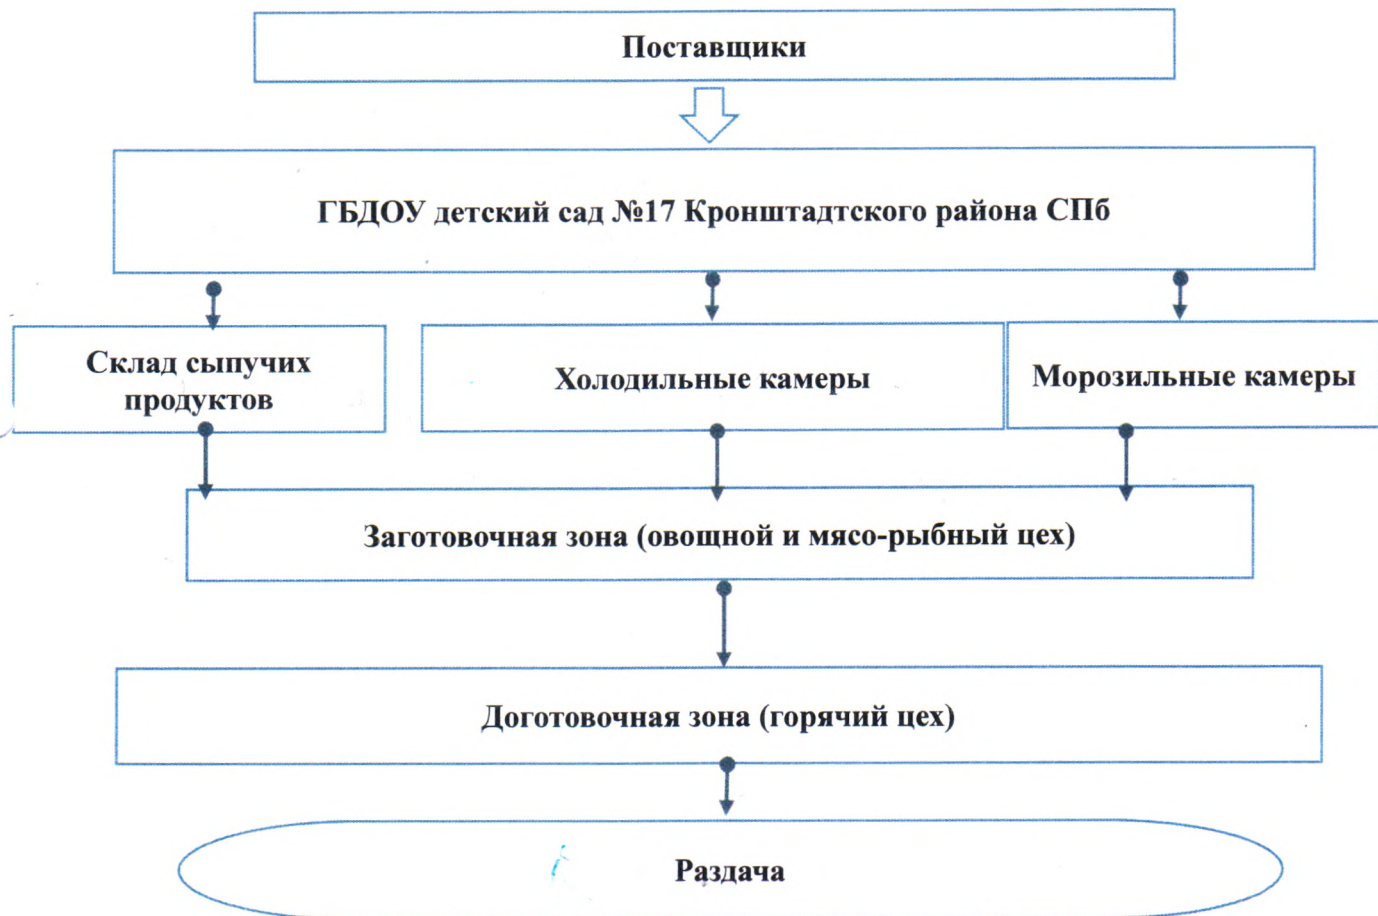 Поставщики
ГБДОУ детский сад №17 Кронштадтского района СПб
Склад сыпучих
продуктов
Холодильные камеры
Морозильные камеры
Заготовочная зона (овощной и мясо-рыбный цех)
Доготовочная зона (горячий цех)
Раздача